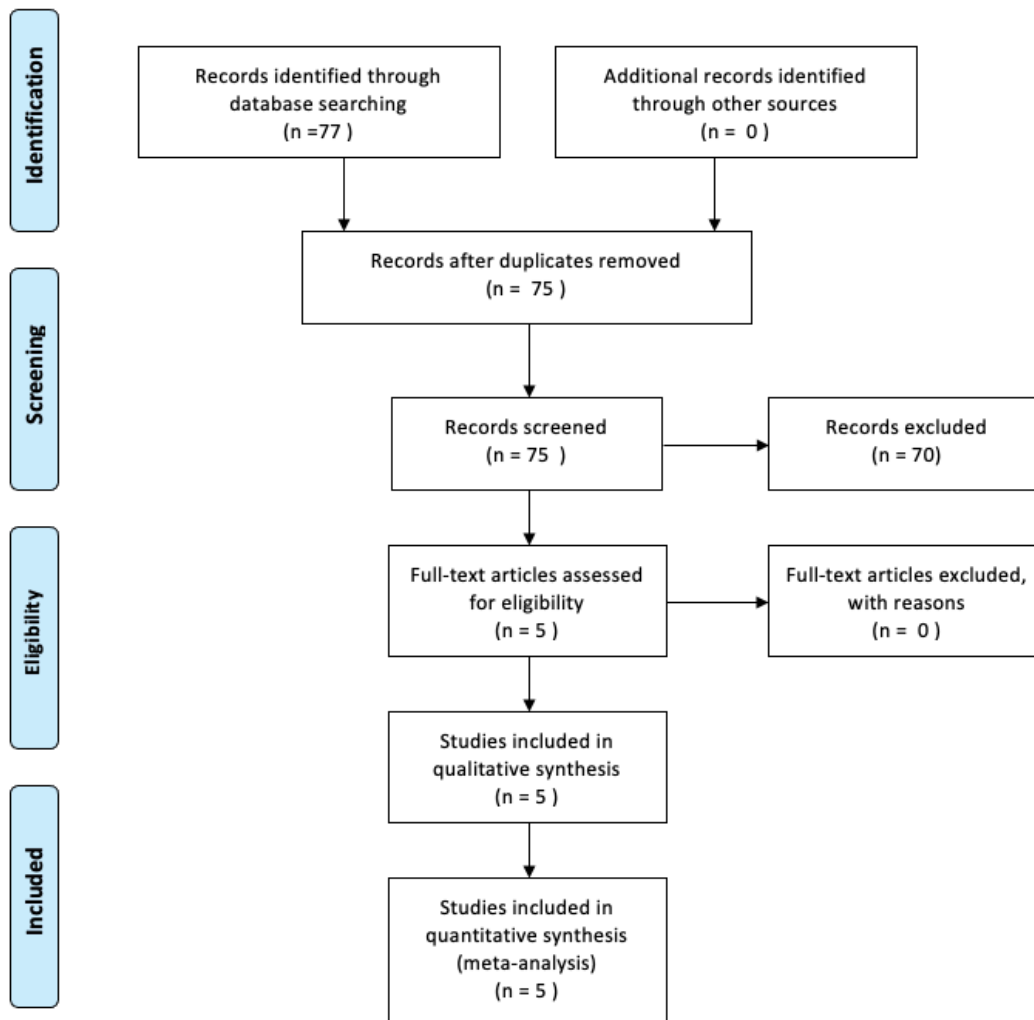 Identification
Records identified through
database searching
(n =77 )
Additional records identified
through other sources
(n = 0 )
Records after duplicates removed
(n = 75 )
Screening
Records screened
(n = 75 )
Records excluded
(n = 70)
Eligibility
Full-text articles assessed
for eligibility
(n = 5 )
Full-text articles excluded,
with reasons
(n = 0 )
Studies included in
qualitative synthesis
(n = 5 )
Included
Studies included in
quantitative synthesis
(meta-analysis)
(n = 5 )